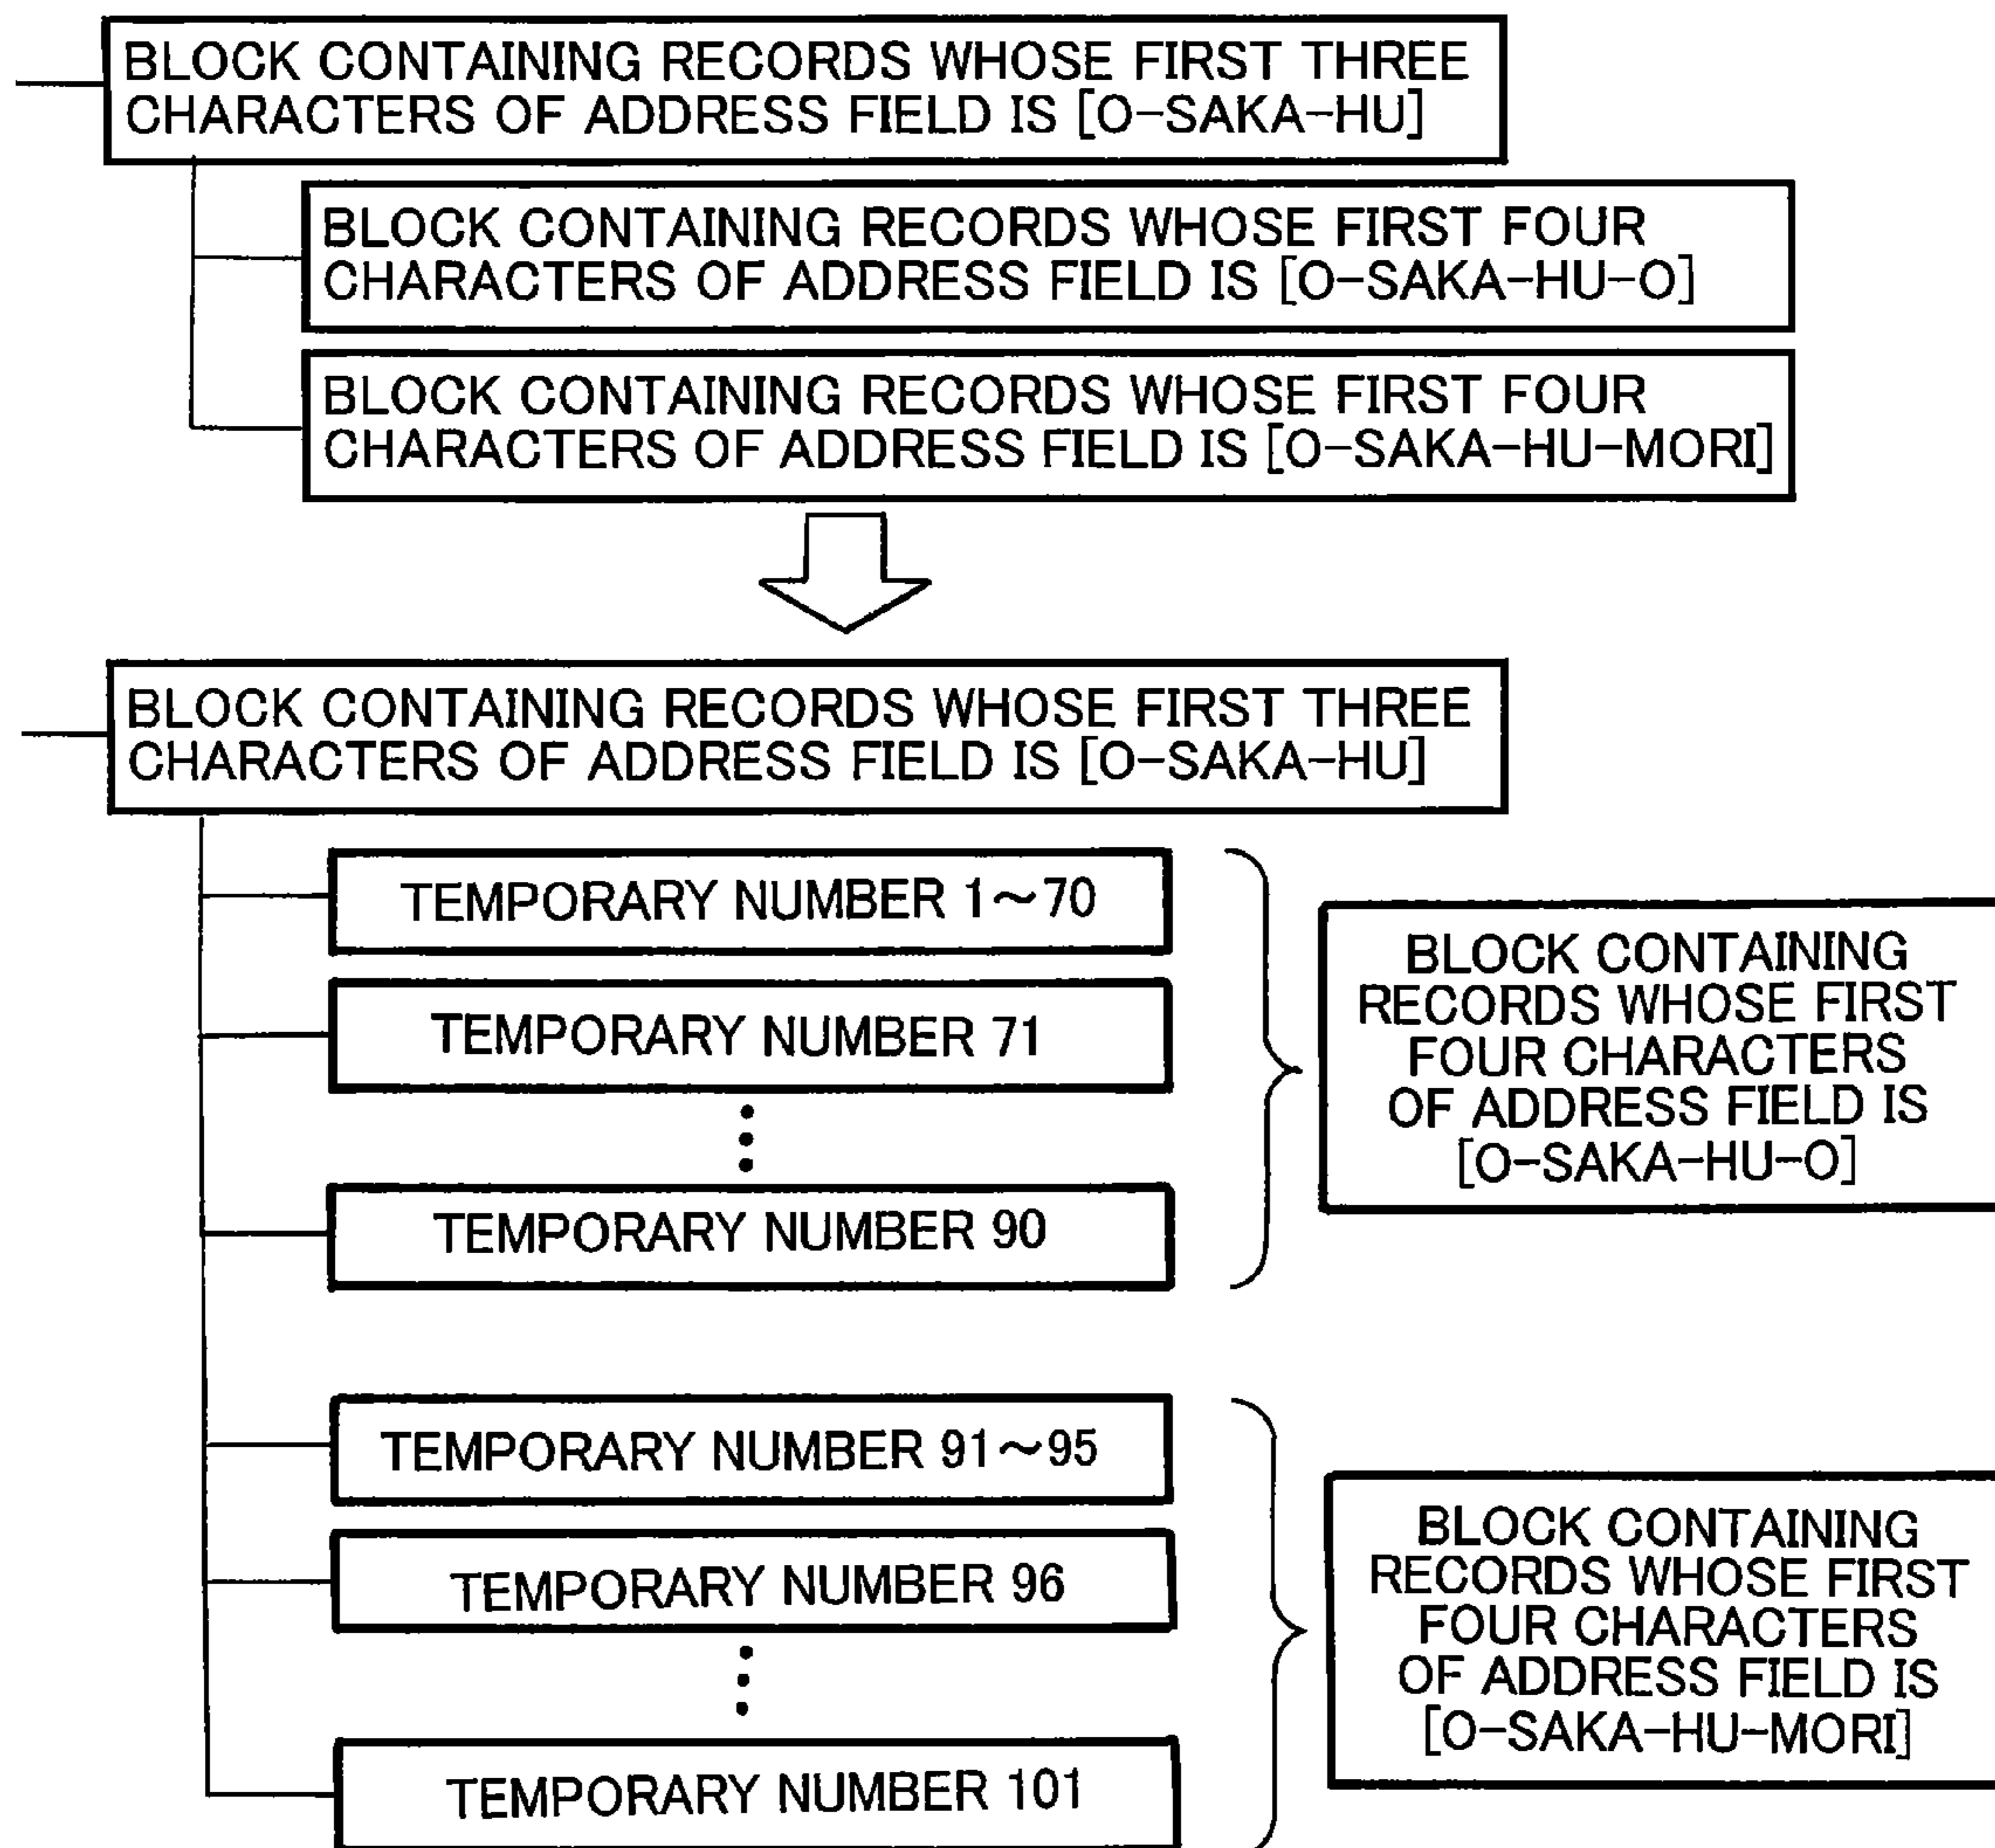 BLOCK CONTAINING RECORDS WHOSE FIRST THREE
CHARACTERS OF ADDRESS FIELD IS [O-SAKA-HU]
BLOCK CONTAINING RECORDS WHOSE FIRST FOUR
CHARACTERS OF ADDRESS FIELD IS [O-SAKA-HU-O]
BLOCK CONTAINING RECORDS WHOSE FIRST FOUR
CHARACTERS OF ADDRESS FIELD IS [O-SAKA-HU-MORI]
BLOCK CONTAINING RECORDS WHOSE FIRST THREE
CHARACTERS OF ADDRESS FIELD IS [O-SAKA-HU]
TEMPORARY NUMBER 1～70
TEMPORARY NUMBER 71
TEMPORARY NUMBER 90
BLOCK CONTAINING
RECORDS WHOSE FIRST
FOUR CHARACTERS
OF ADDRESS FIELD IS
[O-SAKA-HU-O]
TEMPORARY NUMBER 91～95
TEMPORARY NUMBER 96
TEMPORARY NUMBER 101
BLOCK CONTAINING
RECORDS WHOSE FIRST
FOUR CHARACTERS
OF ADDRESS FIELD IS
[O-SAKA-HU-MORI]